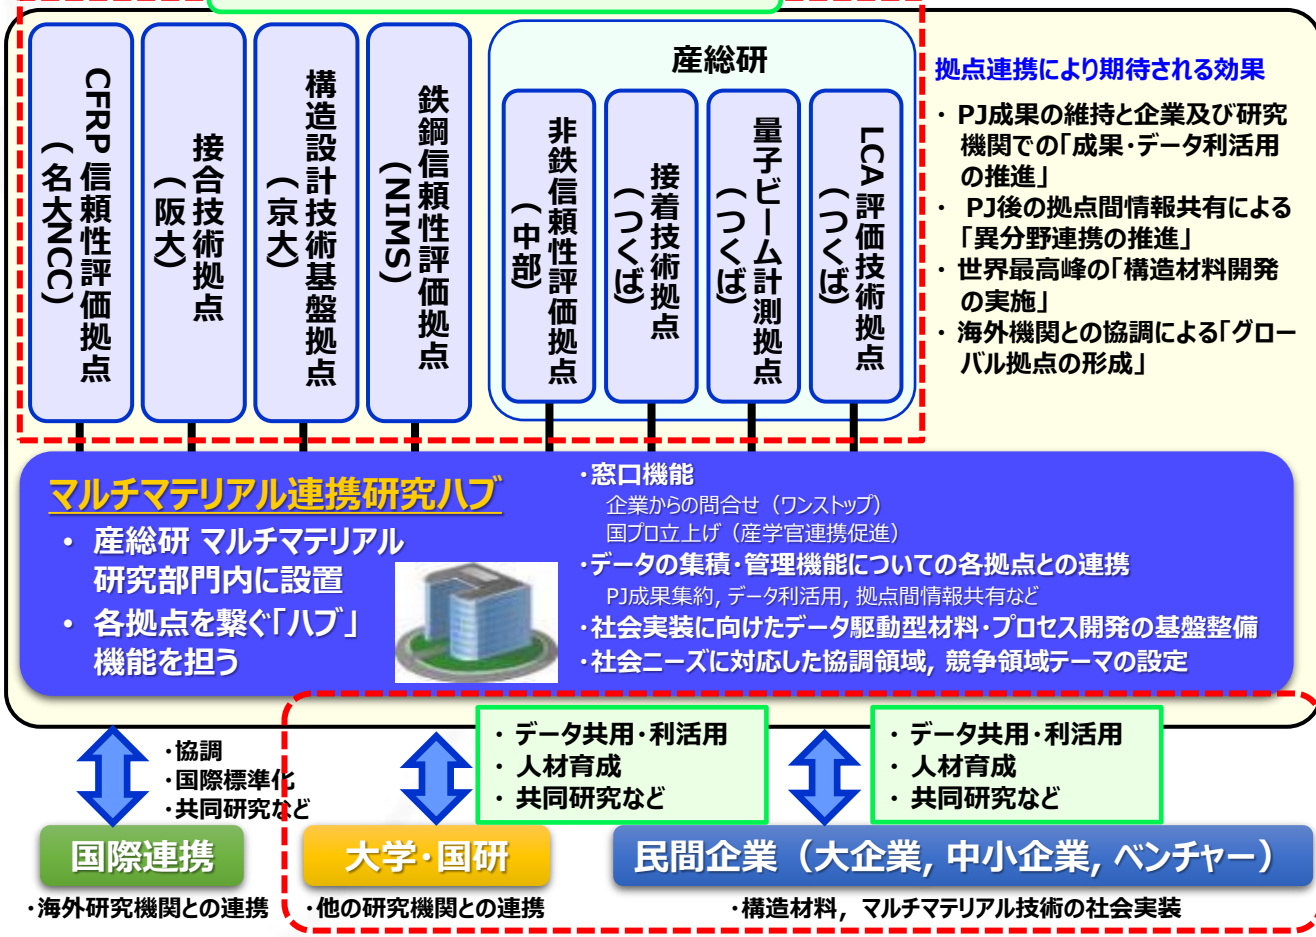 CFRP信頼性評価拠点
(名大NCC)
接合技術拠点
(阪大)
構造設計技術基盤拠点
(京大)
鉄鋼信頼性評価拠点
(NIMS)
産総研
非鉄信頼性評価拠点
(中部)
接着技術拠点
(つくば)
量子ビーム計測拠点
(つくば)
LCA評価技術拠点
(つくば)
拠点連携により期待される効果
・ PJ成果の維持と企業及び研究
機関での「成果・データ利活用
の推進」
・ PJ後の拠点間情報共有による
「異分野連携の推進」
・ 世界最高峰の「構造材料開発
の実施」
・ 海外機関との協調による「グロー
バル拠点の形成」
マルチマテリアル連携研究ハブ
・ 産総研 マルチマテリアル
研究部門内に設置
・ 各拠点を繋ぐ「ハブ」
機能を担う
・窓口機能
企業からの問合せ（ワンストップ）
国プロ立上げ（産学官連携促進）
・データの集積・管理機能についての各拠点との連携
PJ成果集約, データ利活用, 拠点間情報共有など
・社会実装に向けたデータ駆動型材料・プロセス開発の基盤整備
・社会ニーズに対応した協調領域, 競争領域テーマの設定
・協調
・国際標準化
・共同研究など
・ データ共用・利活用
・ 人材育成
・ 共同研究など
・ データ共用・利活用
・ 人材育成
・ 共同研究など
国際連携
大学・国研
民間企業（大企業, 中小企業, ベンチャー）
・海外研究機関との連携
・他の研究機関との連携
・構造材料, マルチマテリアル技術の社会実装